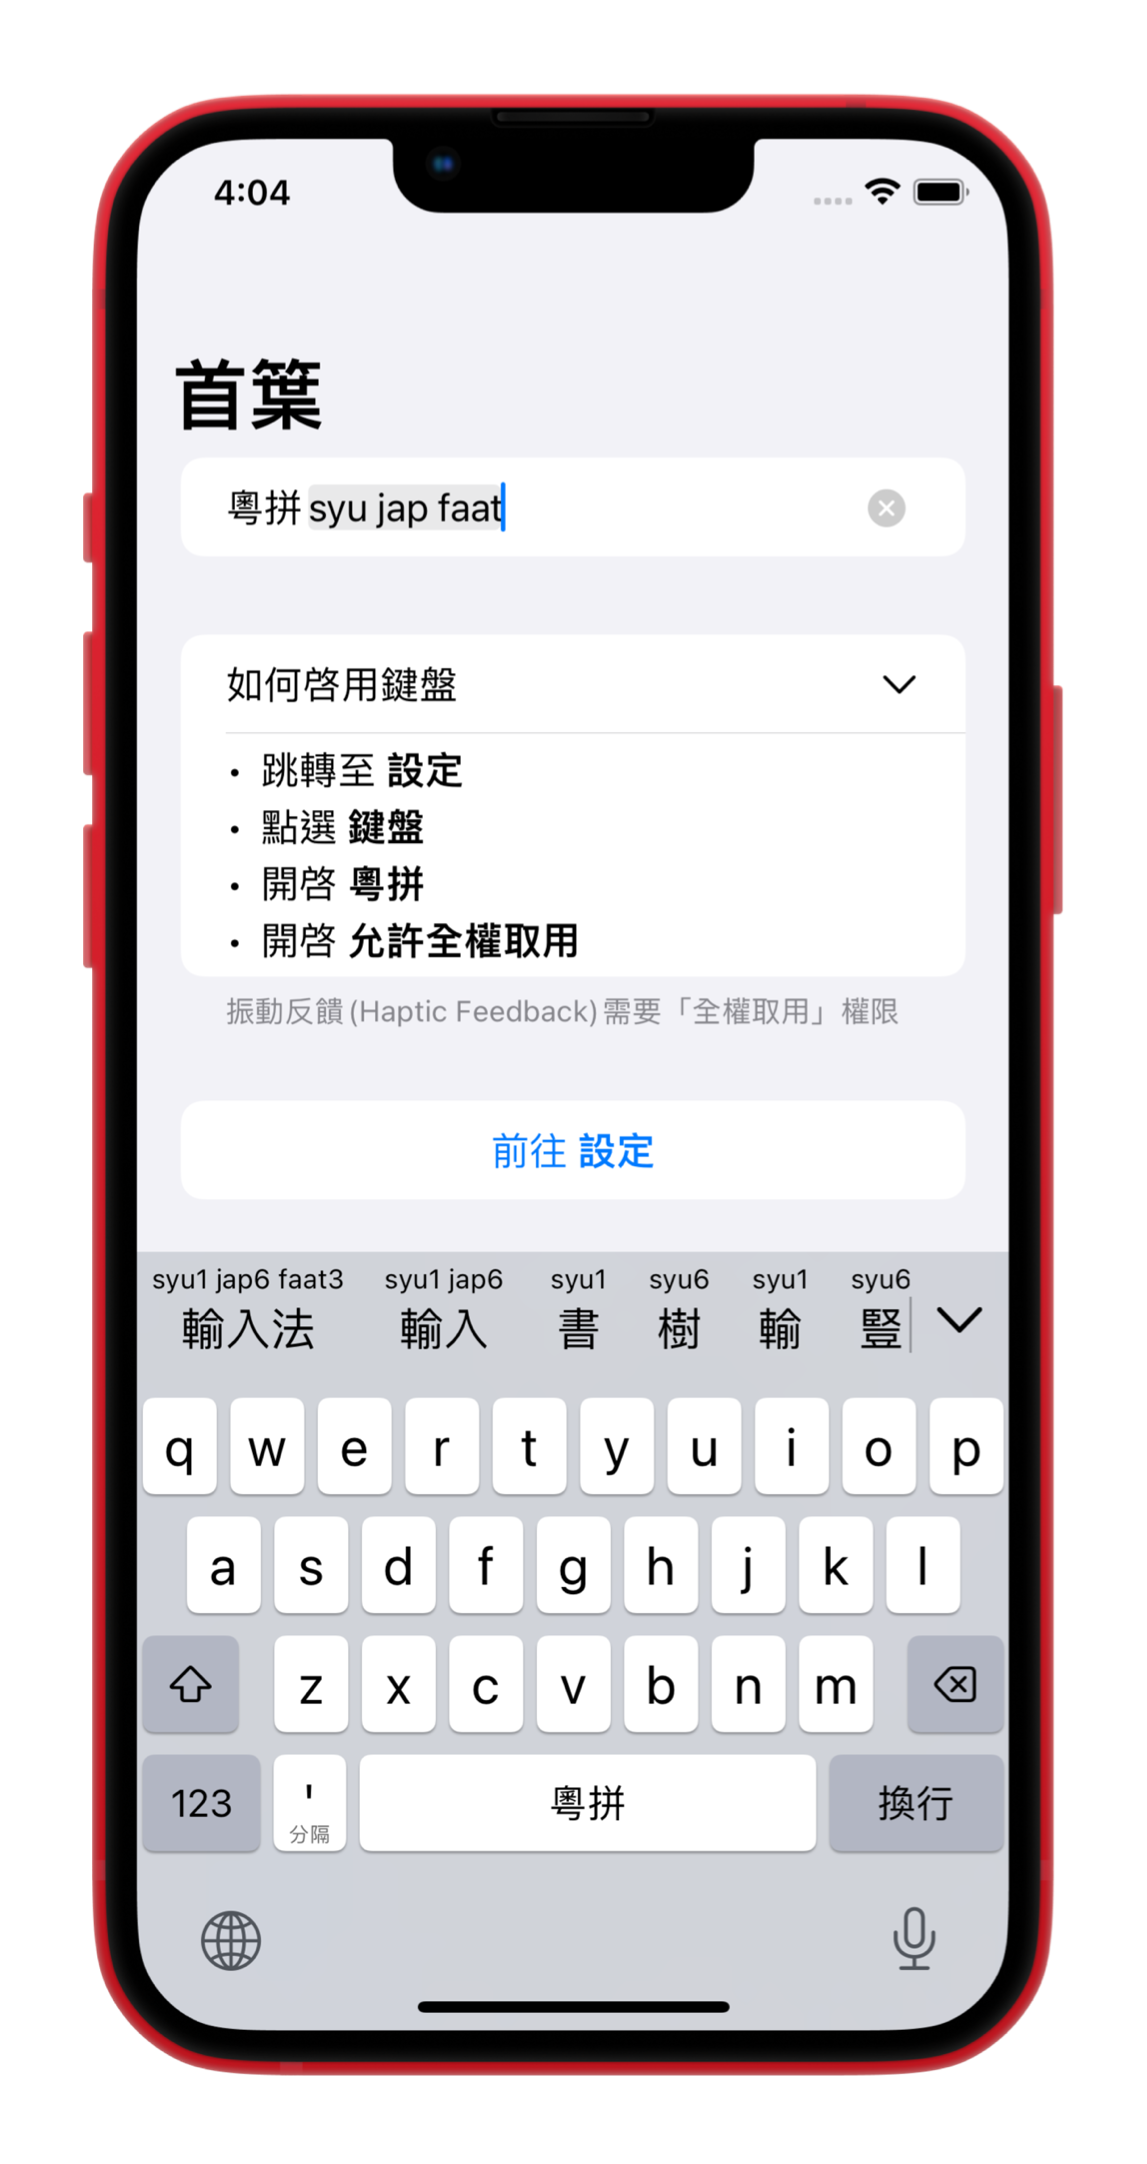 4:04
首葉
粵拼 syu jap faat
如何啓用鍵盤
• 跳轉至 設定
• 點選 鍵盤
• 開啓 粵拼
• 開啓 允許全權取用
振動反饋 (Haptic Feedback) 需要「全權取用」權限
前往 設定
syu1 jap6 faat3 syu1 jap6 syu1 syu6 syu1 syu6
輸入法 輸入 書 樹 輸 豎
q w e r t y u i o p
a s d f g h j k l
z x c v b n m
123 ' 分隔 粵拼 換行